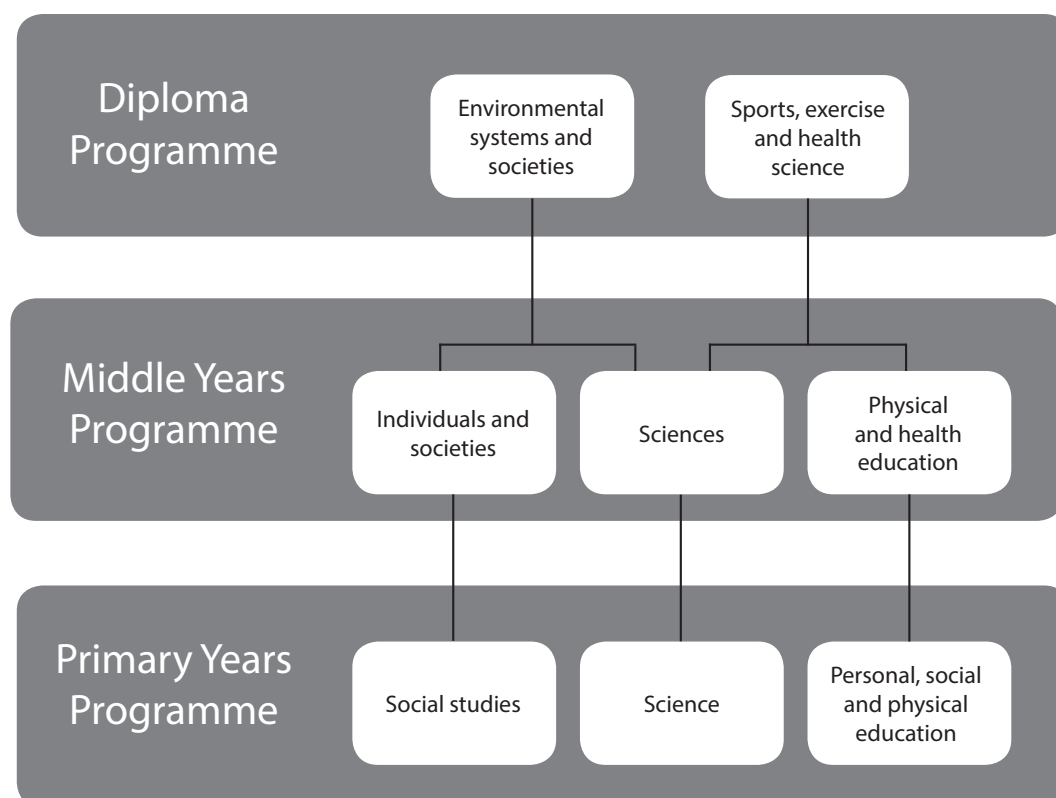 Diploma
Programme
Environmental
systems and
societies
Sports, exercise
and health
science
Middle Years
Programme
Individuals and
societies
Sciences
Physical
and health
education
Primary Years
Programme
Social studies
Science
Personal, social
and physical
education